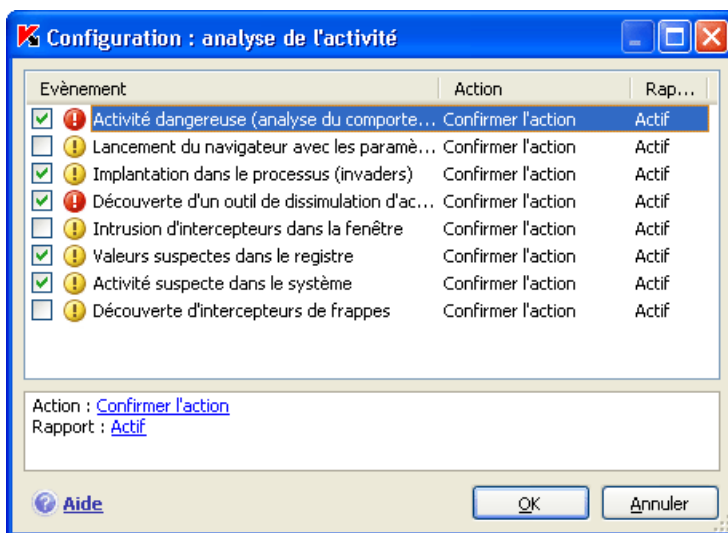 Configuration : analyse de l'activité
Evènement Action Rap...
Activité dangereuse (analyse du comporte... Confirmer l'action Actif
Lancement du navigateur avec les paramè... Confirmer l'action Actif
Implantation dans le processus (invaders) Confirmer l'action Actif
Découverte d'un outil de dissimulation d'ac... Confirmer l'action Actif
Intrusion d'intercepteurs dans la fenêtre Confirmer l'action Actif
Valeurs suspectes dans le registre Confirmer l'action Actif
Activité suspecte dans le système Confirmer l'action Actif
Découverte d'intercepteurs de frappes Confirmer l'action Actif
Action : Confirmer l'action
Rapport : Actif
Aide OK Annuler